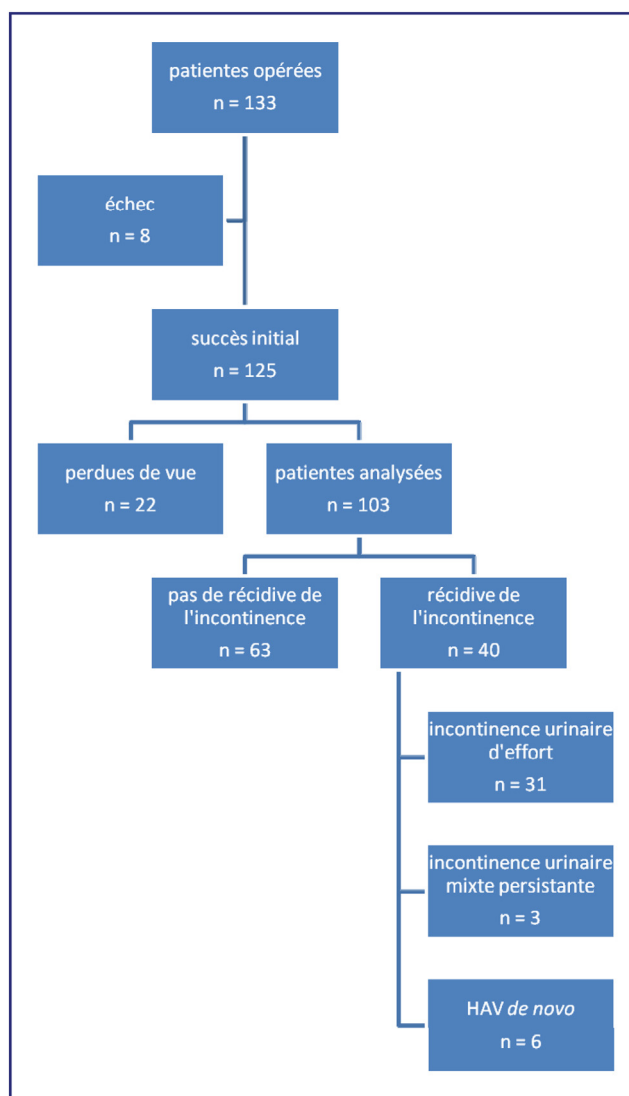 patientes opérées
n = 133
échec
n = 8
succès initial
n = 125
perdues de vue
n = 22
patientes analysées
n = 103
pas de récidive de
l'incontinence
n = 63
récidive de
l'incontinence
n = 40
incontinence urinaire
d'effort
n = 31
incontinence urinaire
mixte persistante
n = 3
HAV de novo
n = 6